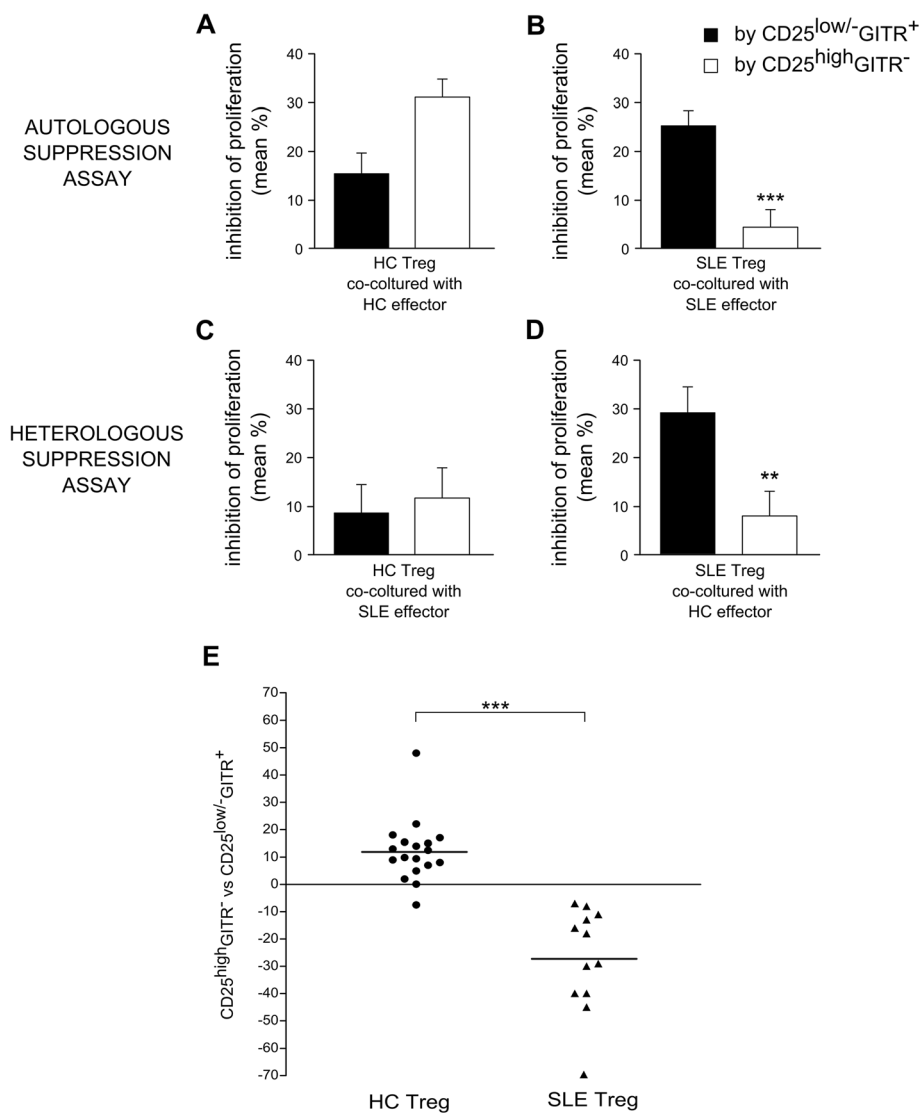 A
B
by CD25low/-GITR+
by CD25highGITR-
AUTOLOGOUS
SUPPRESSION
ASSAY
inhibition of proliferation
(mean %)
40
30
20
10
0
HC Treg
co-coltured with
HC effector
inhibition of proliferation
(mean %)
40
30
20
10
0
***
SLE Treg
co-coltured with
SLE effector
C
D
HETEROLOGOUS
SUPPRESSION
ASSAY
inhibition of proliferation
(mean %)
40
30
20
10
0
HC Treg
co-coltured with
SLE effector
inhibition of proliferation
(mean %)
40
30
20
10
0
**
SLE Treg
co-coltured with
HC effector
E
CD25highGITR- vs CD25low/-GITR+
70
60
50
40
30
20
10
0
-10
-20
-30
-40
-50
-60
-70
***
HC Treg
SLE Treg